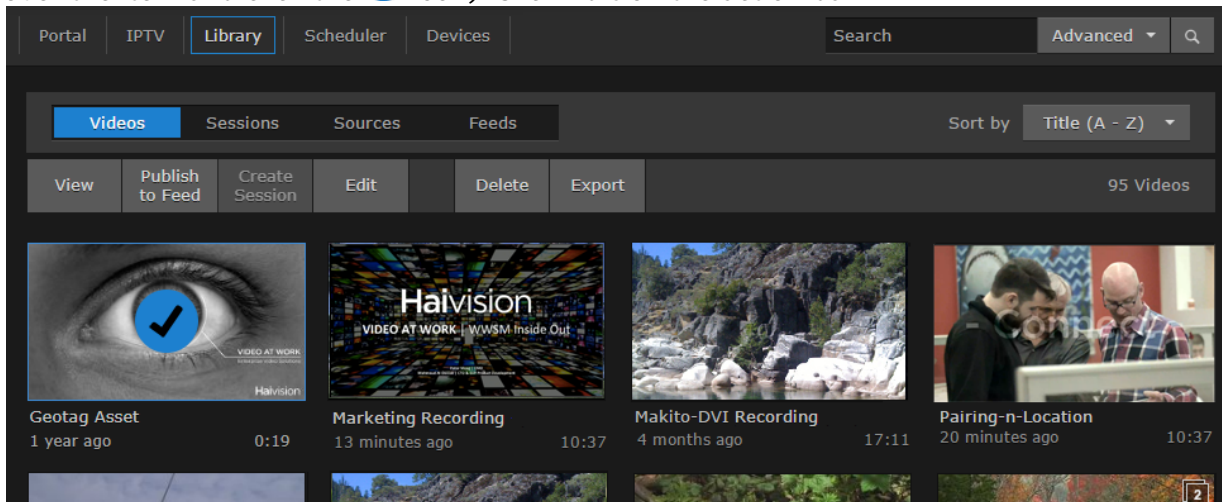 Portal IPTV Library Scheduler Devices Search Advanced
Videos Sessions Sources Feeds Sort by Title (A - Z)
View Publish to Feed Create Session Edit Delete Export 95 Videos
VIDEO AT WORK
Haivision
Haivision
VIDEO AT WORK | WWSM Inside Out
Connect
Geotag Asset
1 year ago 0:19
Marketing Recording
13 minutes ago 10:37
Makito-DVI Recording
4 months ago 17:11
Pairing-n-Location
20 minutes ago 10:37
2